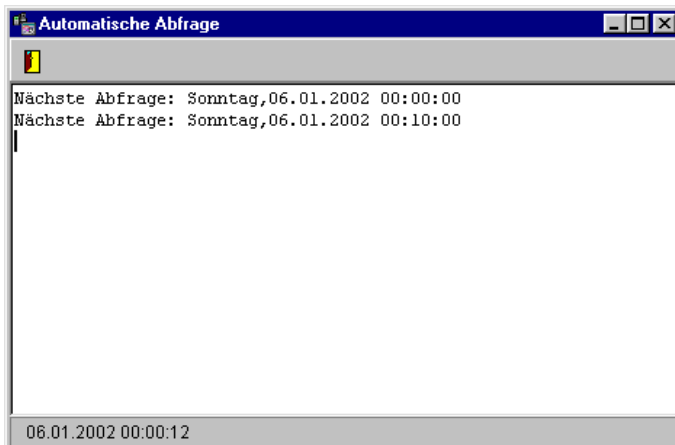 Automatische Abfrage
Nächste Abfrage: Sonntag,06.01.2002 00:00:00
Nächste Abfrage: Sonntag,06.01.2002 00:10:00
06.01.2002 00:00:12